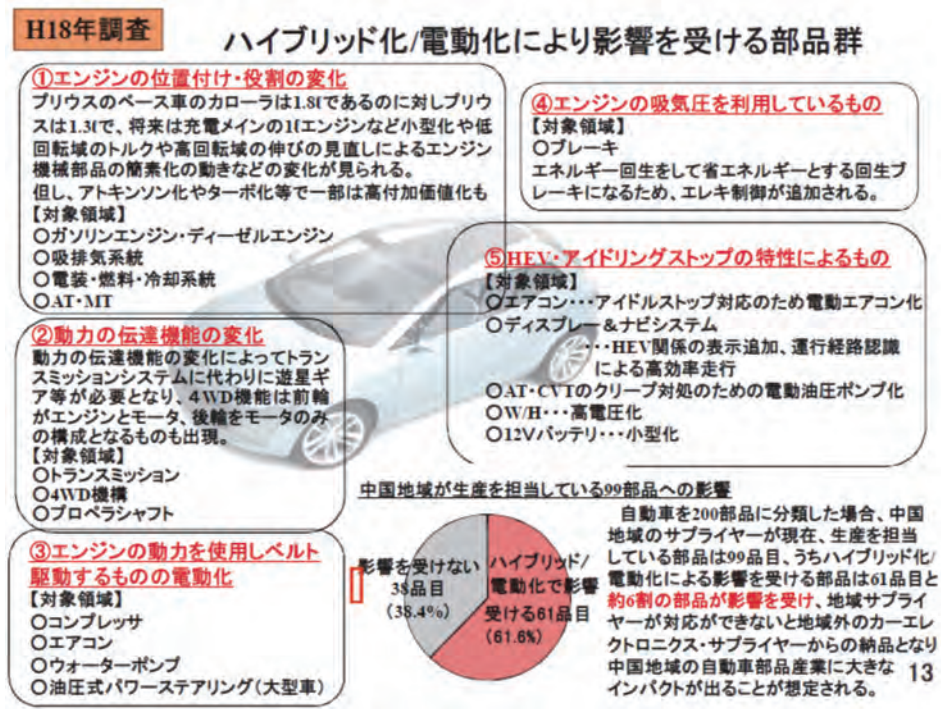 H18年調査
ハイブリッド化/電動化により影響を受ける部品群
①エンジンの位置付け・役割の変化
プリウスのベース車のカローラは1.8ℓであるのに対しプリウ
スは1.3ℓで、将来は充電メインの1ℓエンジンなど小型化や低
回転域のトルクや高回転域の伸びの見直しによるエンジン
機械部品の簡素化の動きなどの変化が見られる。
但し、アトキンソン化やターボ化等で一部は高付加価値化も
【対象領域】
○ガソリンエンジン・ディーゼルエンジン
○吸排気系統
○電装・燃料・冷却系統
○AT・MT
②動力の伝達機能の変化
動力の伝達機能の変化によってトラン
スミッションシステムに代わりに遊星ギ
ア等が必要となり、4WD機能は前輪
がエンジンとモータ、後輪をモータのみ
の構成となるものも出現。
【対象領域】
○トランスミッション
○4WD機構
○プロペラシャフト
③エンジンの動力を使用しベルト
駆動するものの電動化
【対象領域】
○コンプレッサ
○エアコン
○ウォーターポンプ
○油圧式パワーステアリング(大型車)
④エンジンの吸気圧を利用しているもの
【対象領域】
○ブレーキ
エネルギー回生をして省エネルギーとする回生ブ
レーキになるため、エレキ制御が追加される。
⑤HEV・アイドリングストップの特性によるもの
【対象領域】
○エアコン・・・アイドルストップ対応のため電動エアコン化
○ディスプレー&ナビシステム
・・・HEV関係の表示追加、運行経路認識
による高効率走行
○AT・CVTのクリープ対処のための電動油圧ポンプ化
○W/H・・・高電圧化
○12Vバッテリ・・・小型化
中国地域が生産を担当している99部品への影響
影響を受けない
38品目
(38.4%)
ハイブリッド/
電動化で影響
受ける61品目
(61.6%)
自動車を200部品に分類した場合、中国
地域のサプライヤーが現在、生産を担当
している部品は99品目、うちハイブリッド化/
電動化による影響を受ける部品は61品目と
約6割の部品が影響を受け、地域サプライ
ヤーが対応ができないと地域外のカーエレ
クトロニクス・サプライヤーからの納品となり
中国地域の自動車部品産業に大きな
インパクトが出ることが想定される。
13